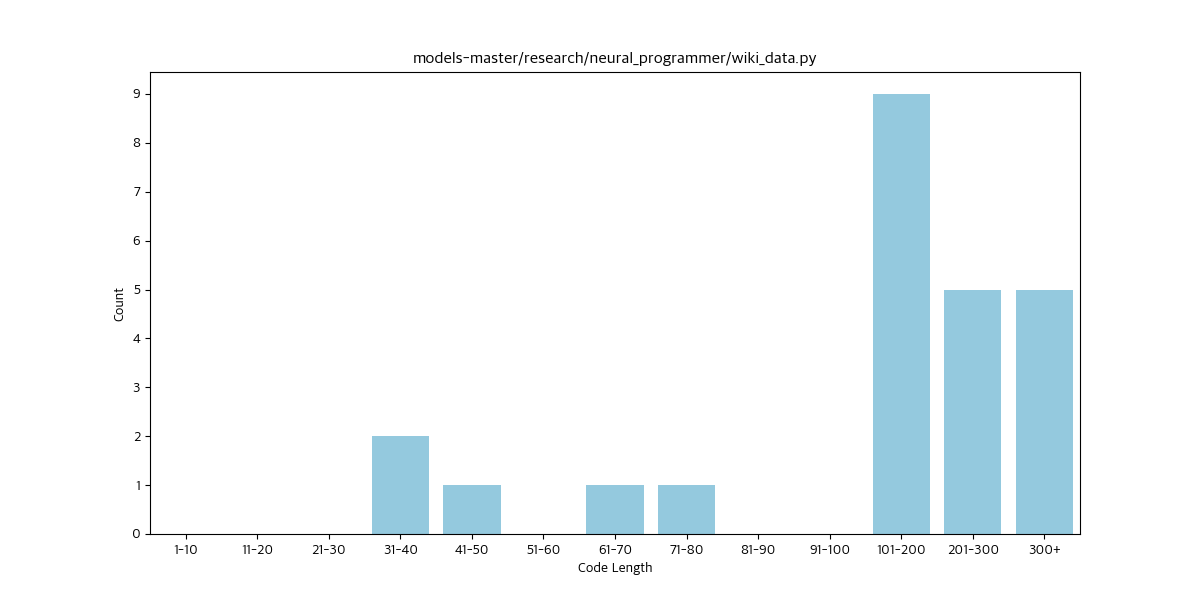 models-master/research/neural_programmer/wiki_data.py
9
8
7
6
5
4
3
2
1
0
Count
1-10 11-20 21-30 31-40 41-50 51-60 61-70 71-80 81-90 91-100 101-200 201-300 300+
Code Length